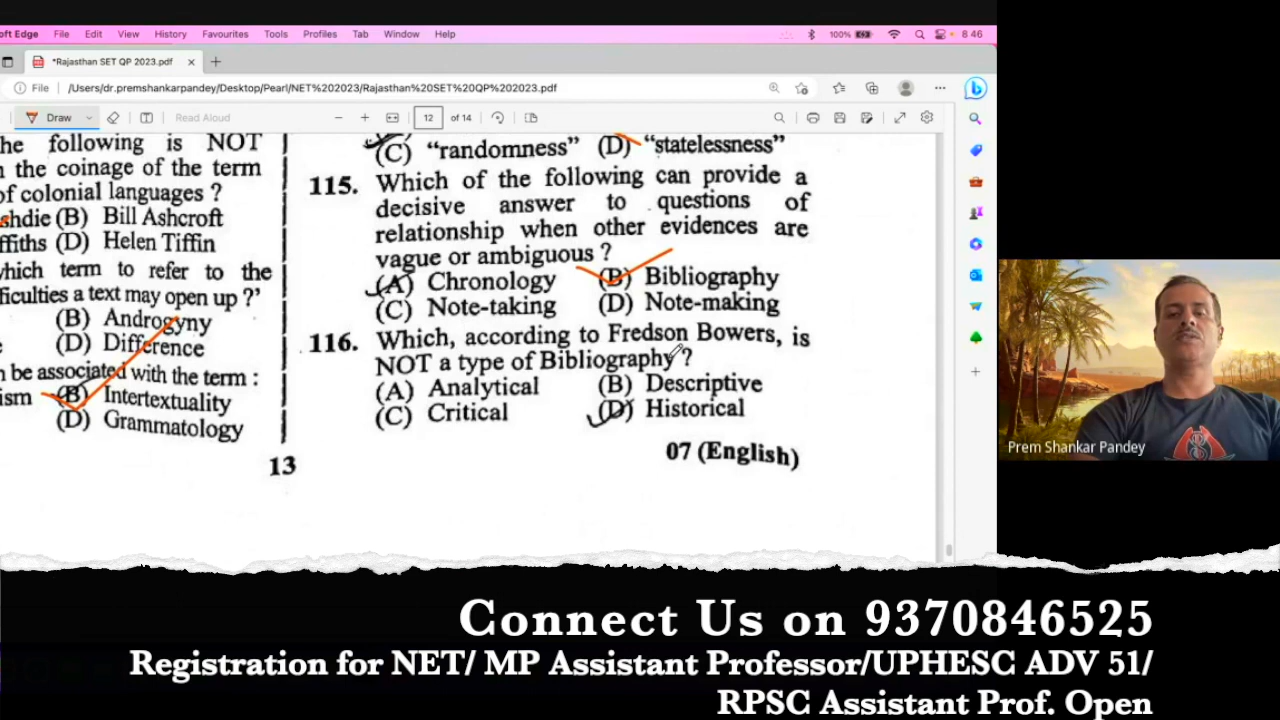 oft Edge File Edit View History Favourites Tools Profiles Tab Window Help 100% 8 46
*Rajasthan SET QP 2023.pdf × +
File /Users/dr.premshankarpandey/Desktop/Pearl/NET%202023/Rajasthan%20SET%20QP%202023.pdf
Draw Read Aloud 12 of 14
he following is NOT
n the coinage of the term
of colonial languages ?
shdie (B) Bill Ashcroft
ffiths (D) Helen Tiffin
which term to refer to the
ficulties a text may open up ?'
(B) Androgyny
e (D) Difference
n be associated with the term :
ism (B) Intertextuality
(D) Grammatology
13
(C) "randomness" (D) "statelessness"
115. Which of the following can provide a
decisive answer to questions of
relationship when other evidences are
vague or ambiguous ?
(A) Chronology (B) Bibliography
(C) Note-taking (D) Note-making
116. Which, according to Fredson Bowers, is
NOT a type of Bibliography ?
(A) Analytical (B) Descriptive
(C) Critical (D) Historical
07 (English)
Prem Shankar Pandey
Connect Us on 9370846525
Registration for NET/ MP Assistant Professor/UPHESC ADV 51/
RPSC Assistant Prof. Open